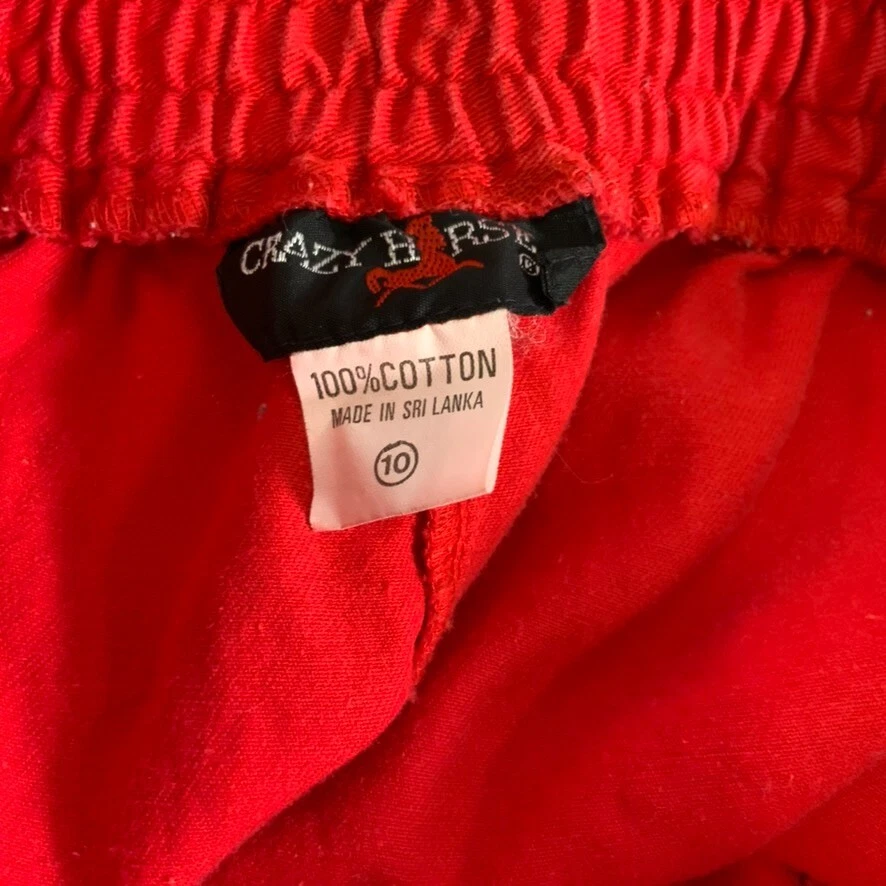 CRAZY HORSE ®
100%COTTON
MADE IN SRI LANKA
10